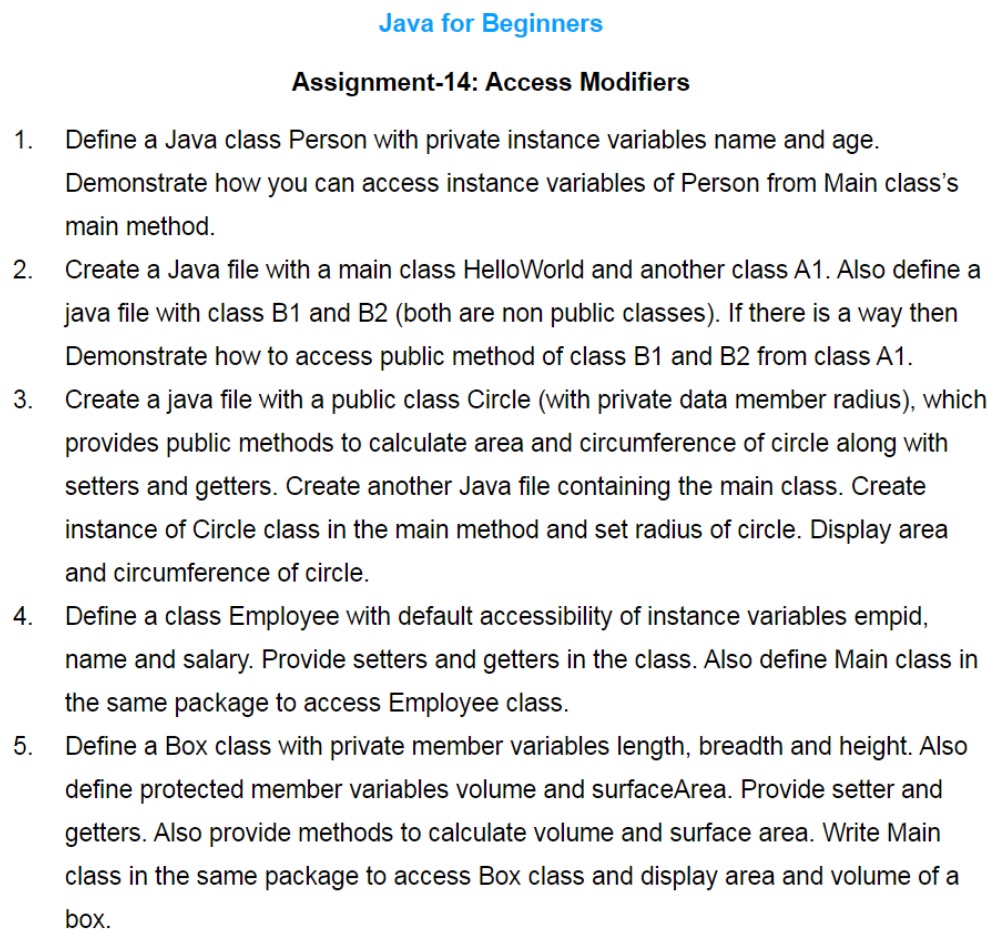 Java for Beginners
Assignment-14: Access Modifiers
1. Define a Java class Person with private instance variables name and age.
Demonstrate how you can access instance variables of Person from Main class’s
main method.
2. Create a Java file with a main class HelloWorld and another class A1. Also define a
java file with class B1 and B2 (both are non public classes). If there is a way then
Demonstrate how to access public method of class B1 and B2 from class A1.
3. Create a java file with a public class Circle (with private data member radius), which
provides public methods to calculate area and circumference of circle along with
setters and getters. Create another Java file containing the main class. Create
instance of Circle class in the main method and set radius of circle. Display area
and circumference of circle.
4. Define a class Employee with default accessibility of instance variables empid,
name and salary. Provide setters and getters in the class. Also define Main class in
the same package to access Employee class.
5. Define a Box class with private member variables length, breadth and height. Also
define protected member variables volume and surfaceArea. Provide setter and
getters. Also provide methods to calculate volume and surface area. Write Main
class in the same package to access Box class and display area and volume of a
box.